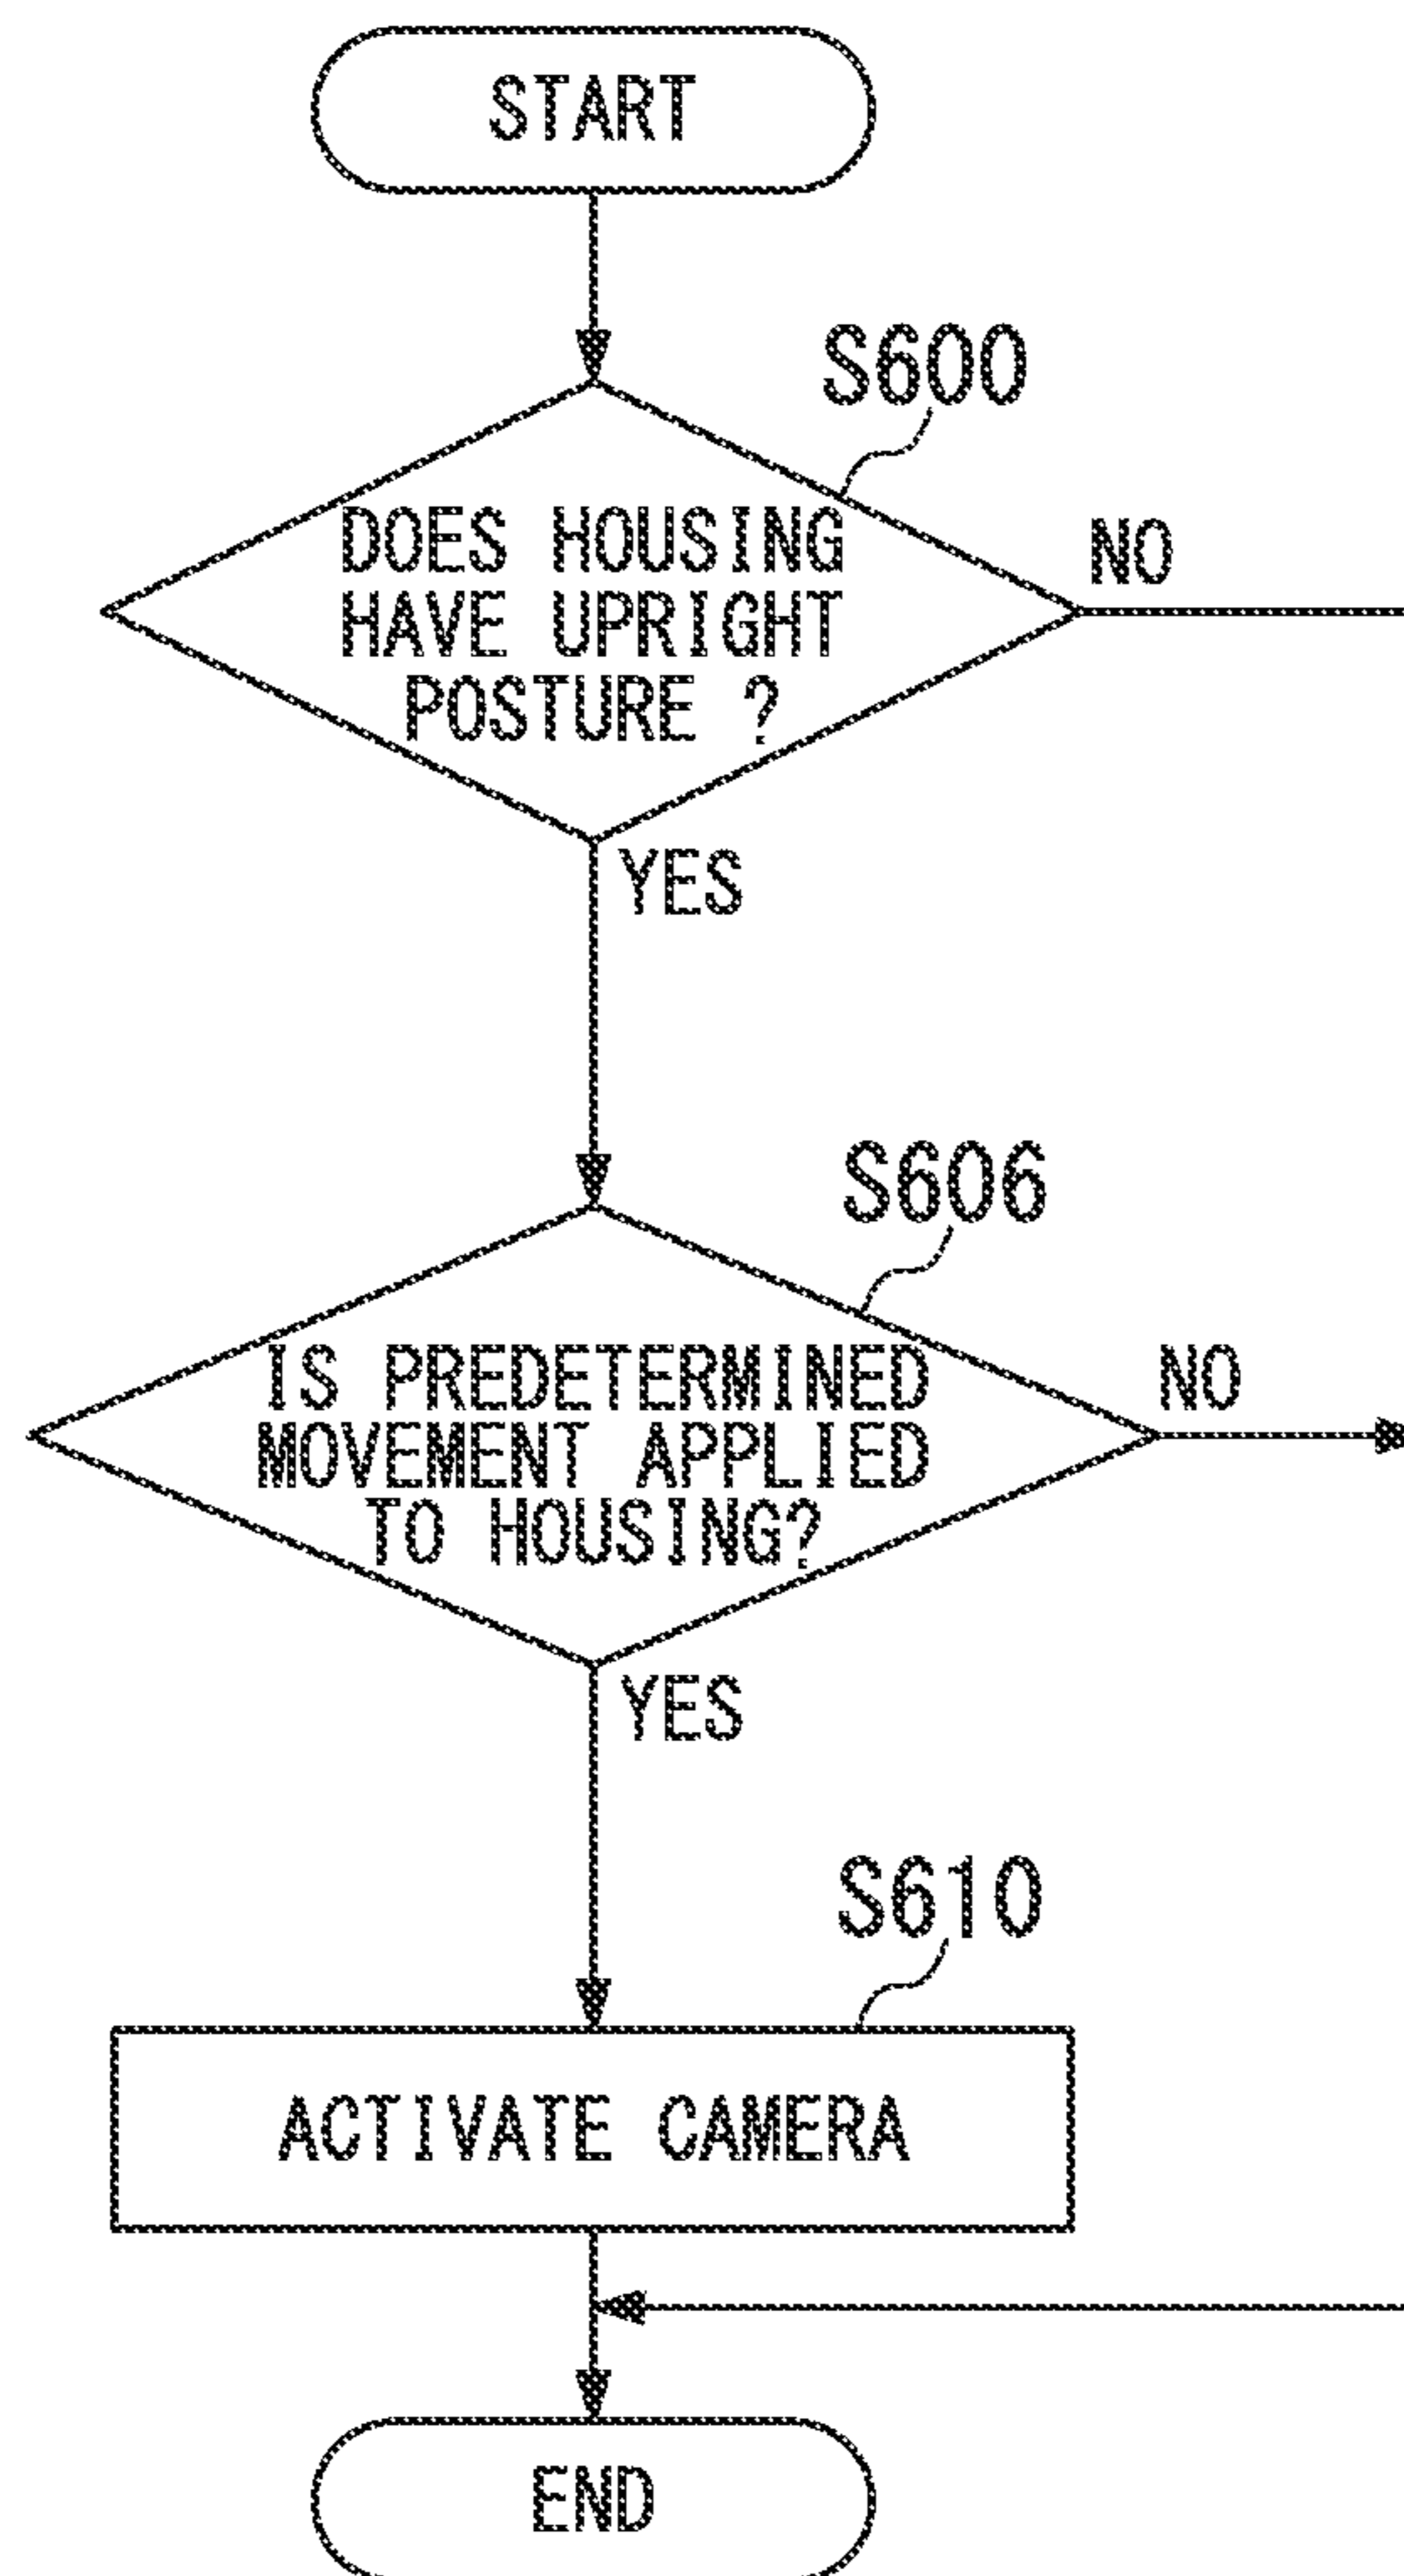 START
S600
DOES HOUSING
HAVE UPRIGHT
POSTURE ?
NO
YES
S606
IS PREDETERMINED
MOVEMENT APPLIED
TO HOUSING?
NO
YES
S610
ACTIVATE CAMERA
END